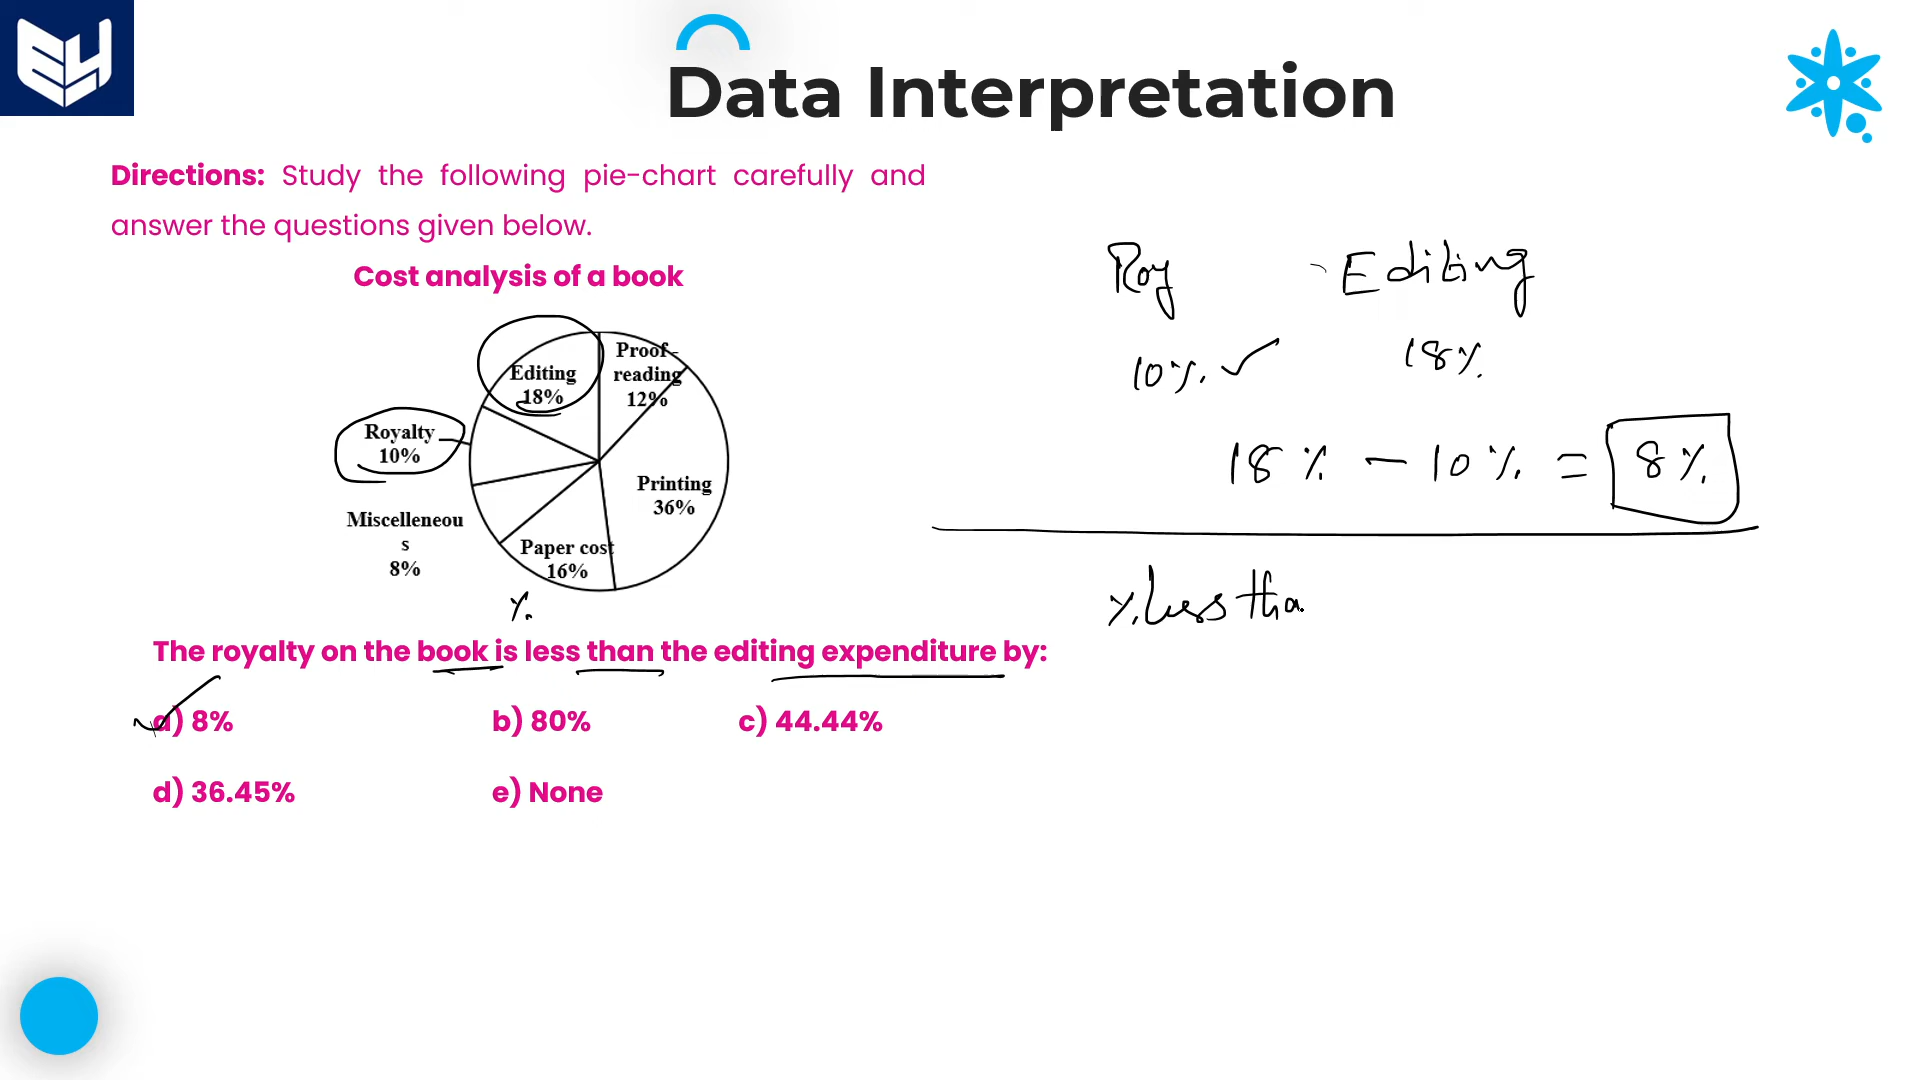 Data Interpretation
Directions: Study the following pie-chart carefully and
answer the questions given below.
Cost analysis of a book
Editing
18%
Proof-
reading
12%
Royalty
10%
Printing
36%
Miscelleneou
s
8%
Paper cost
16%
%
The royalty on the book is less than the editing expenditure by:
a) 8%
b) 80%
c) 44.44%
d) 36.45%
e) None
Roy - Editing
10% ✓ 18%
18% - 10% = 8%
% less tha